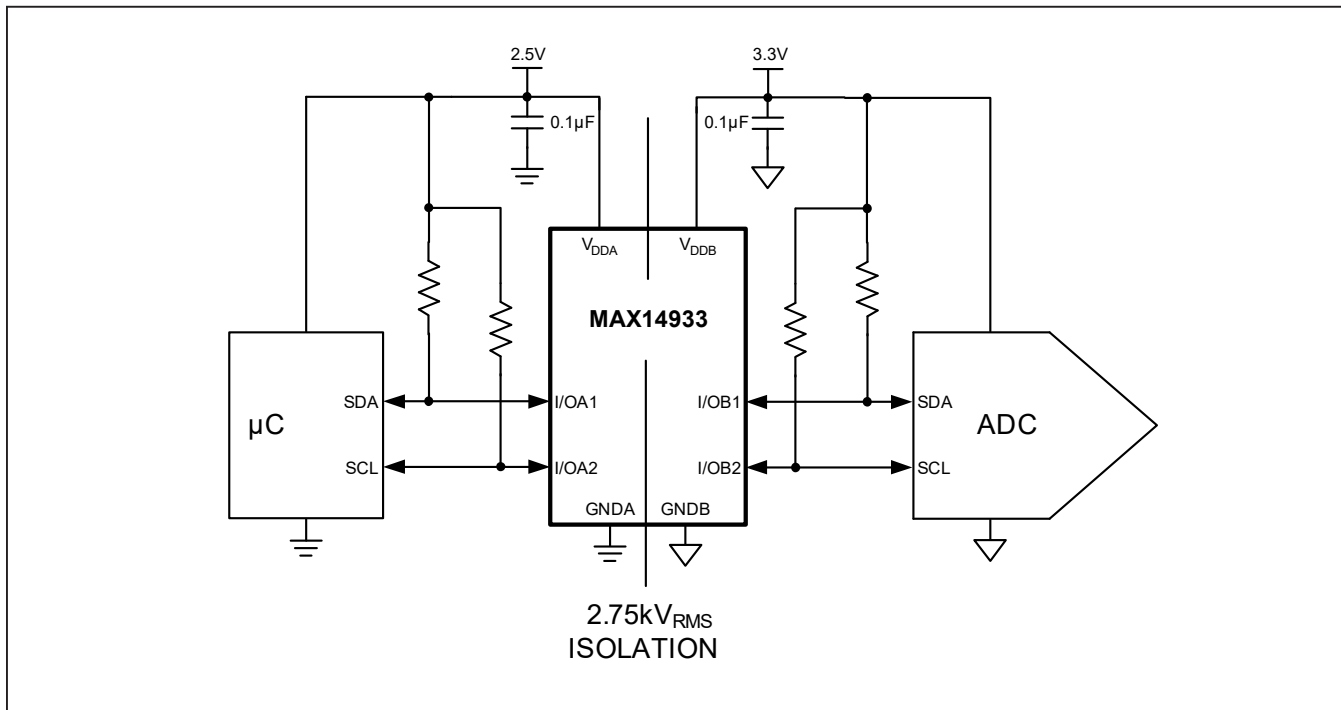 2.5V
3.3V
0.1µF
0.1µF
VDDA
VDDB
MAX14933
µC
SDA
SCL
I/OA1
I/OA2
I/OB1
I/OB2
SDA
SCL
ADC
GNDA
GNDB
2.75kVRMS
ISOLATION